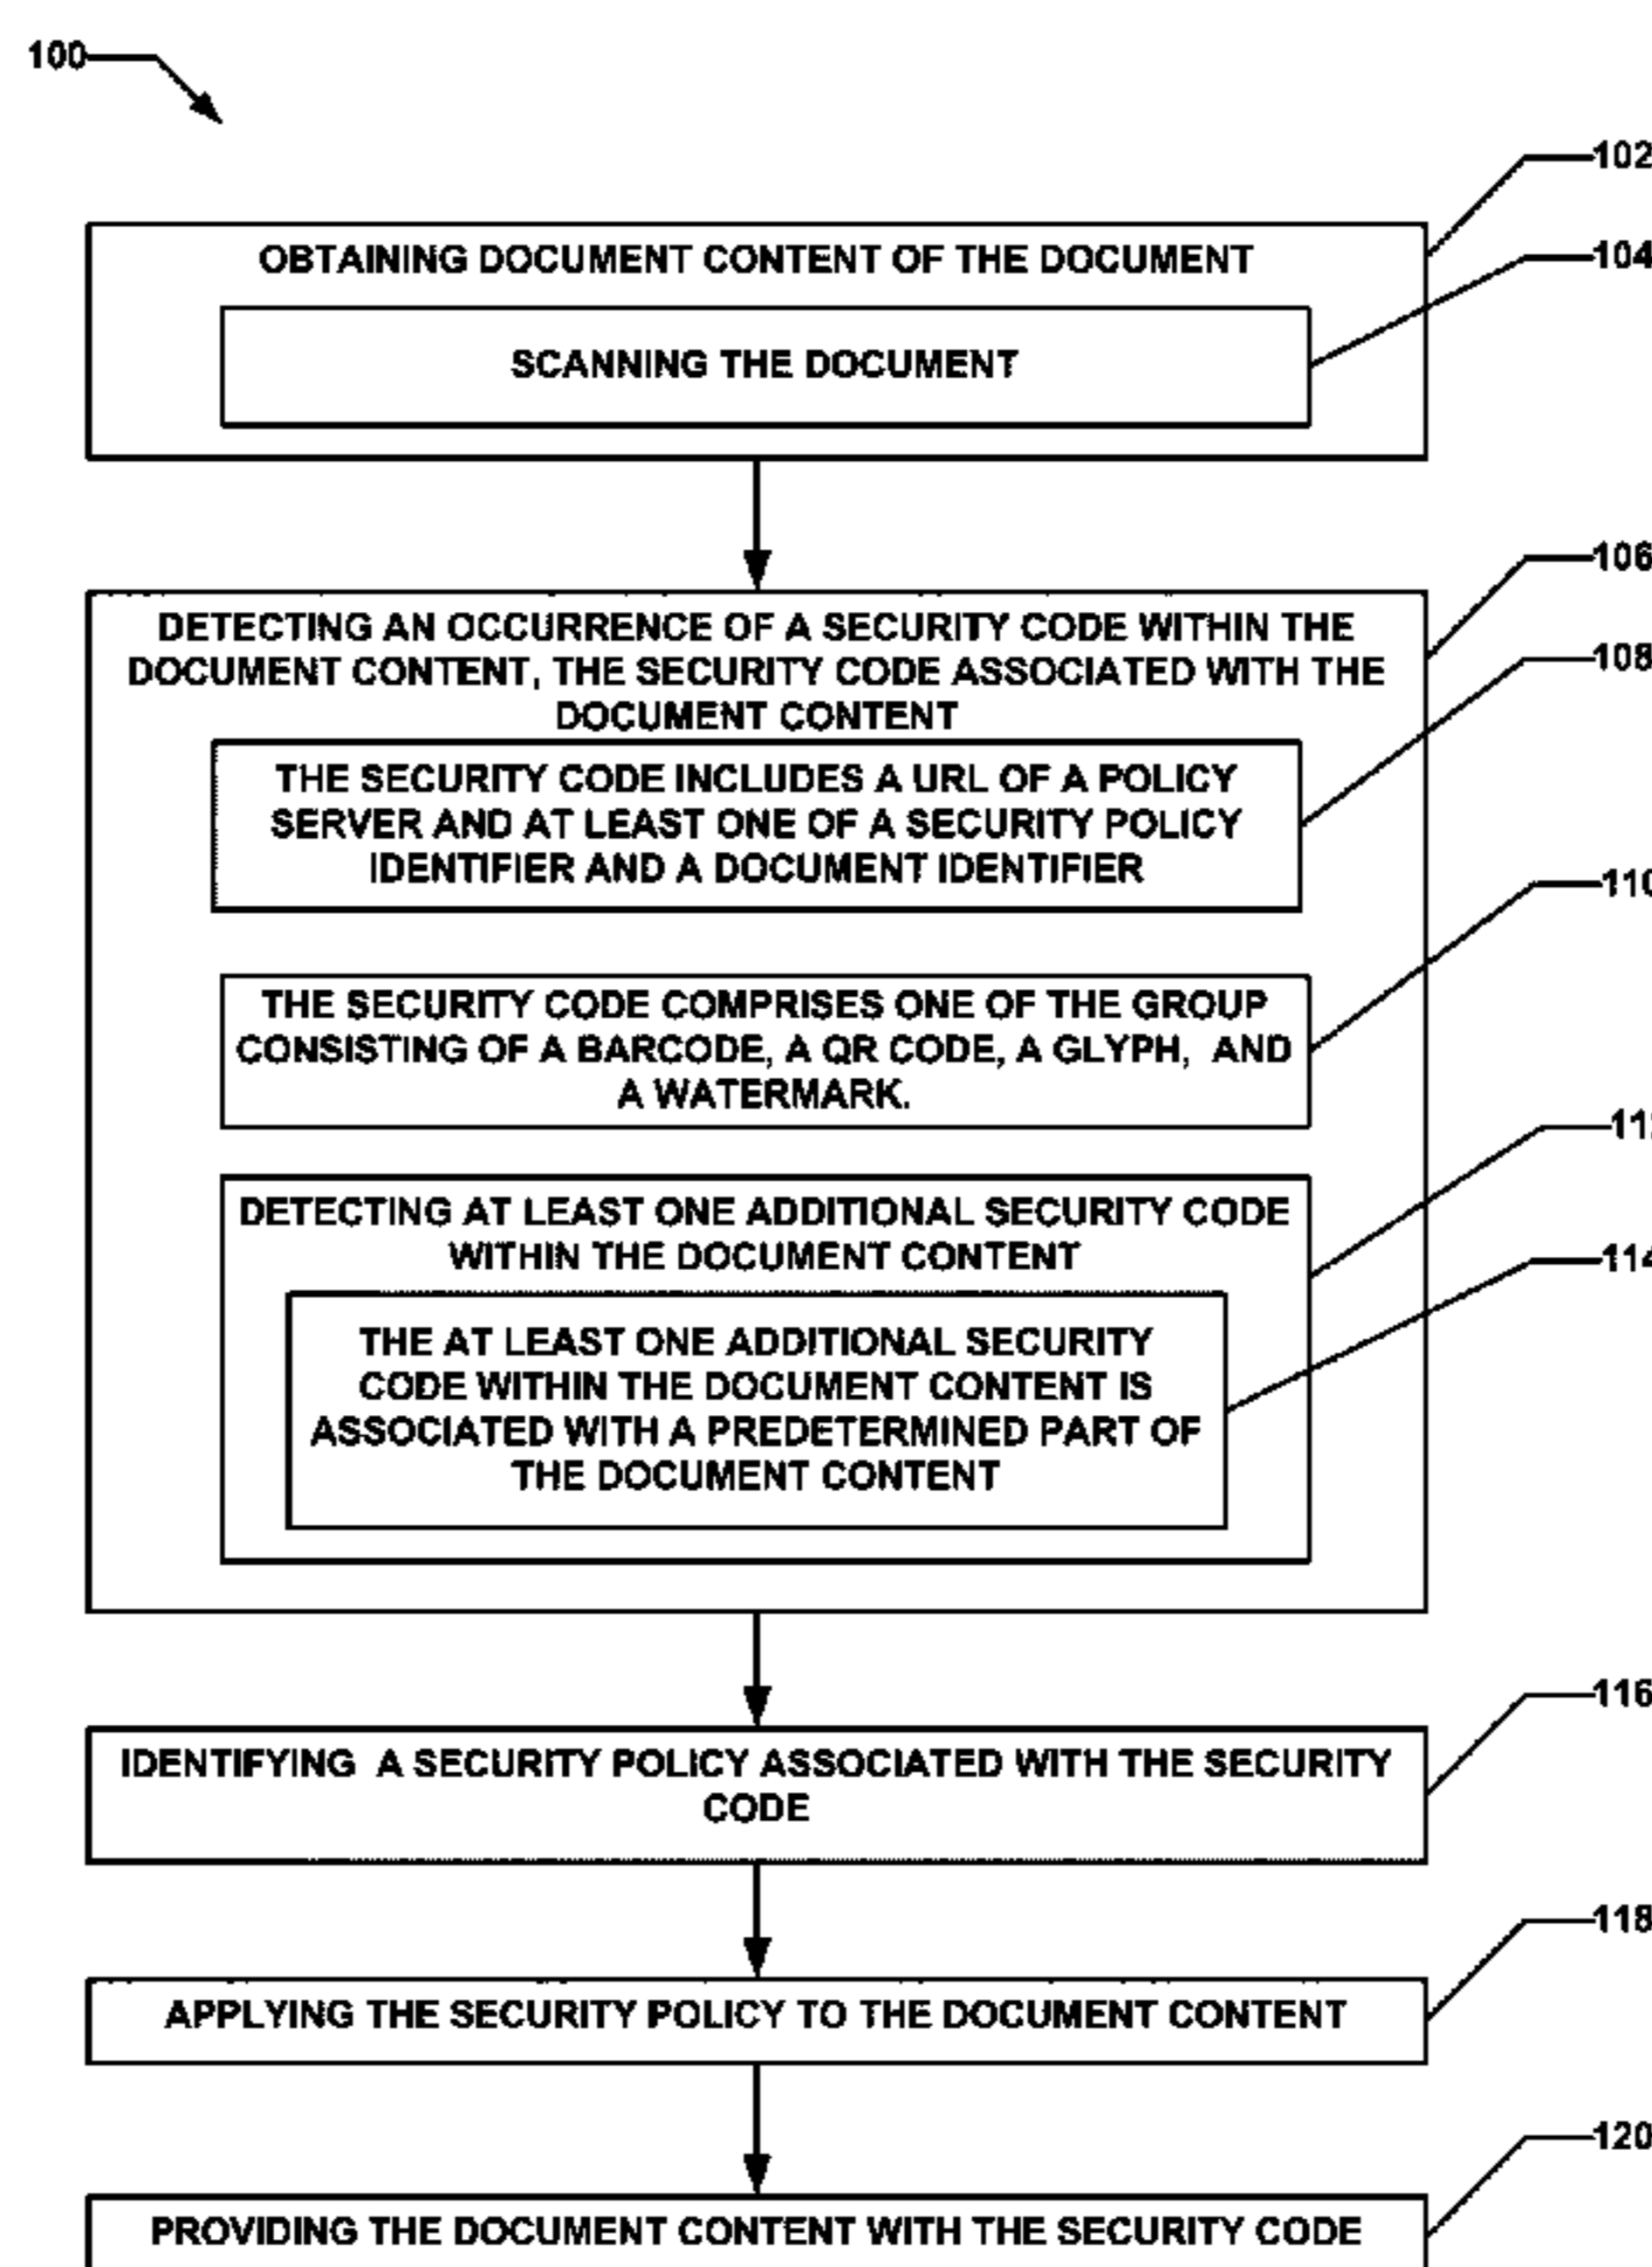 100
102
OBTAINING DOCUMENT CONTENT OF THE DOCUMENT
104
SCANNING THE DOCUMENT
106
DETECTING AN OCCURRENCE OF A SECURITY CODE WITHIN THE
DOCUMENT CONTENT, THE SECURITY CODE ASSOCIATED WITH THE
DOCUMENT CONTENT
108
THE SECURITY CODE INCLUDES A URL OF A POLICY
SERVER AND AT LEAST ONE OF A SECURITY POLICY
IDENTIFIER AND A DOCUMENT IDENTIFIER
110
THE SECURITY CODE COMPRISES ONE OF THE GROUP
CONSISTING OF A BARCODE, A QR CODE, A GLYPH, AND
A WATERMARK.
DETECTING AT LEAST ONE ADDITIONAL SECURITY CODE
WITHIN THE DOCUMENT CONTENT
114
THE AT LEAST ONE ADDITIONAL SECURITY
CODE WITHIN THE DOCUMENT CONTENT IS
ASSOCIATED WITH A PREDETERMINED PART OF
THE DOCUMENT CONTENT
116
IDENTIFYING A SECURITY POLICY ASSOCIATED WITH THE SECURITY
CODE
118
APPLYING THE SECURITY POLICY TO THE DOCUMENT CONTENT
120
PROVIDING THE DOCUMENT CONTENT WITH THE SECURITY CODE